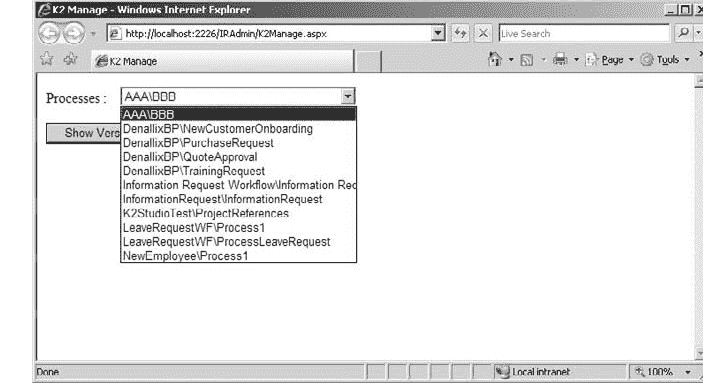 K2 Manage - Windows Internet Explorer
http://localhost:2226/IRAdmin/K2Manage.aspx
Live Search
K2 Manage
Page
Tools
Processes :
AAA\BBB
AAA\BBB
DenallixBP\NewCustomerOnboarding
DenallixBP\PurchaseRequest
DenallixBP\QuoteApproval
DenallixBP\TrainingRequest
Information Request Workflow\Information Rec
InformationRequest\InformationRequest
K2StudioTest\ProjectReferences
LeaveRequestWF\Process1
LeaveRequestWF\ProcessLeaveRequest
NewEmployee\Process1
Show Vers
Done
Local intranet
100%